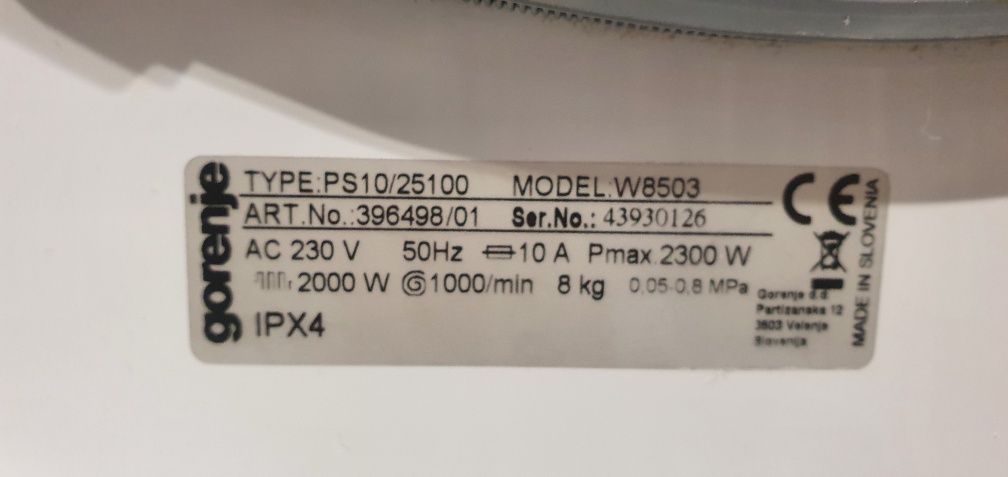 gorenje
TYPE:PS10/25100 MODEL:W8503
ART.No.:396498/01 Ser.No.: 43930126
AC 230 V 50Hz 10 A Pmax 2300 W
2000 W 1000/min 8 kg 0,05-0,8 MPa
IPX4
CE
Gorenje d.d.
Partizanska 12
3503 Velenje
Slovenija
MADE IN SLOVENIA